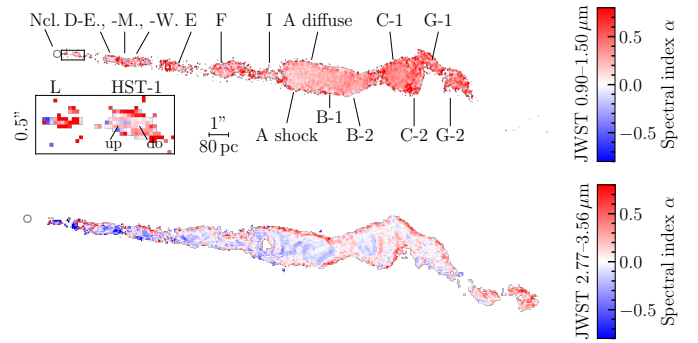 Ncl. D-E., -M., -W. E F I A diffuse C-1 G-1
L HST-1
up do
0.5"
1"
80 pc
A shock B-1 B-2 C-2 G-2
0.5
0.0
−0.5
JWST 0.90–1.50 μm
Spectral index α
0.5
0.0
−0.5
JWST 2.77–3.56 μm
Spectral index α